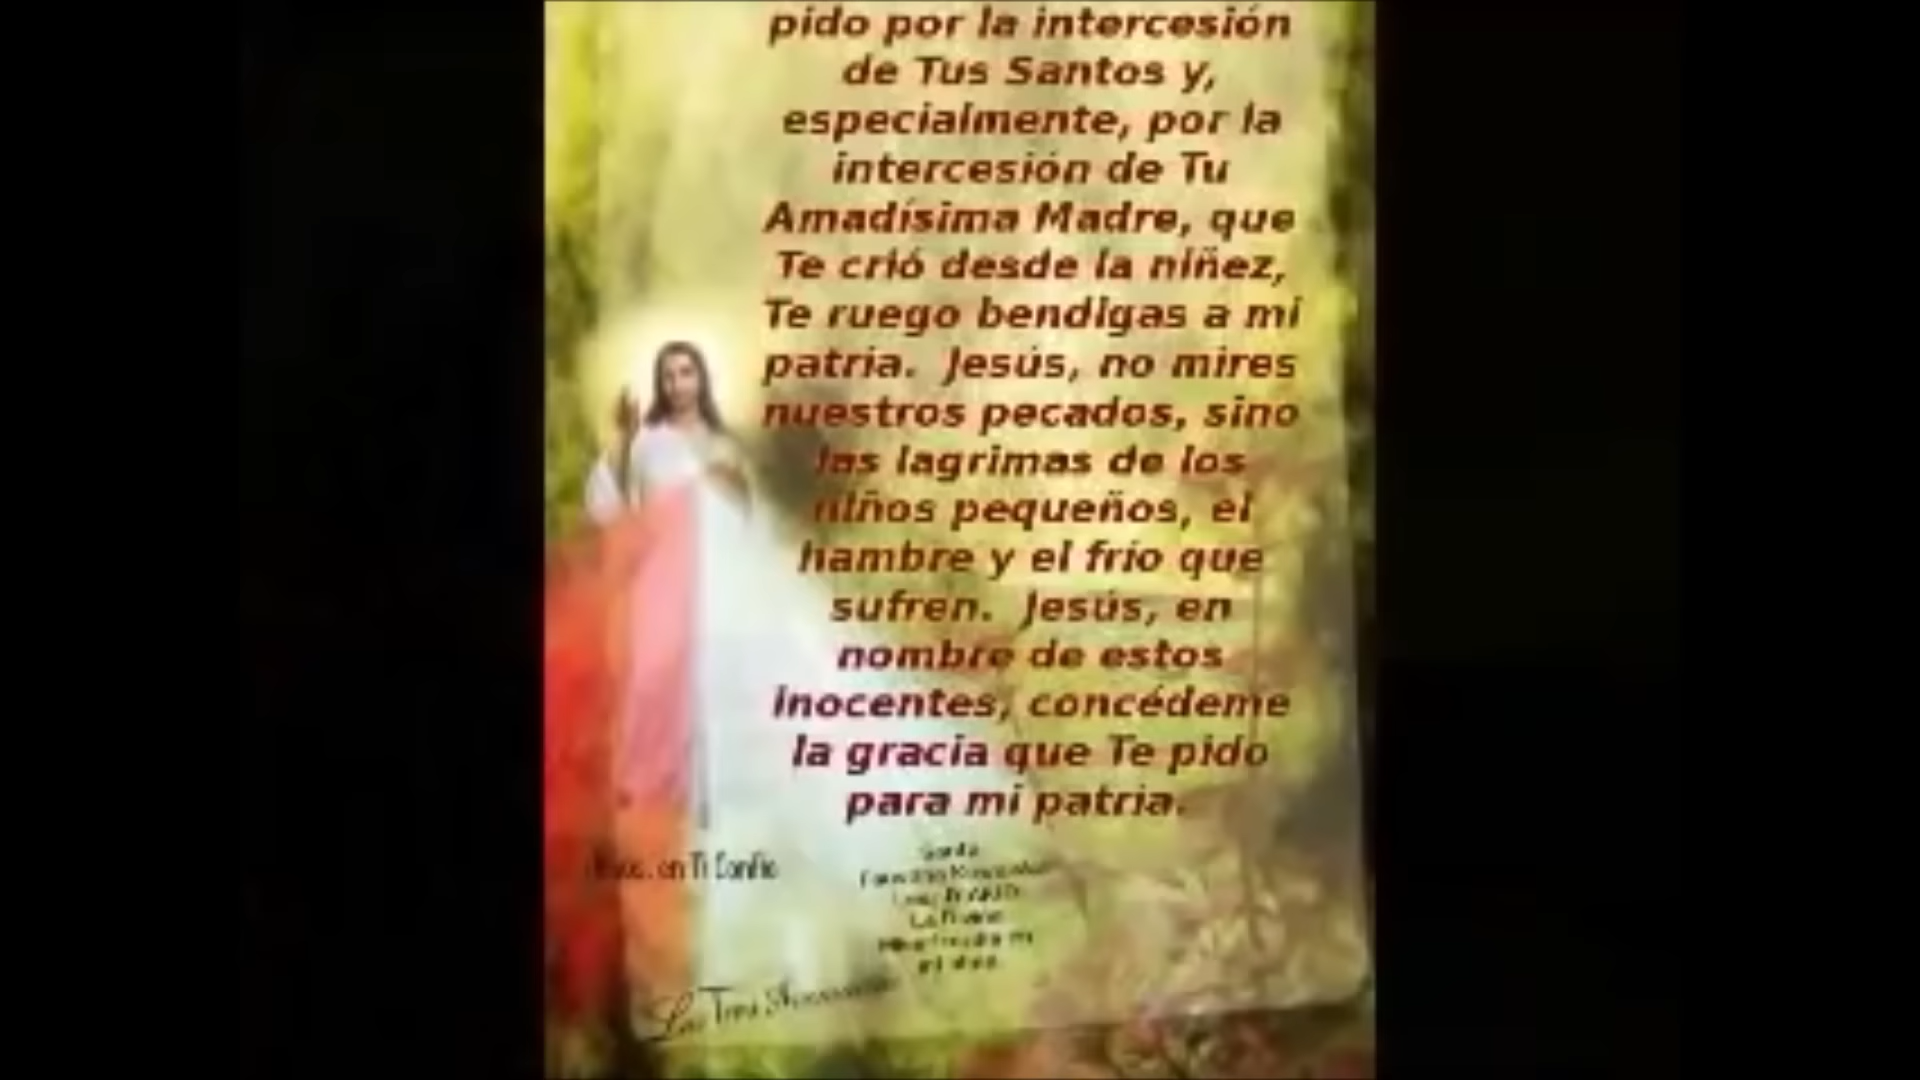 pido por la intercesión
de Tus Santos y,
especialmente, por la
intercesión de Tu
Amadísima Madre, que
Te crió desde la niñez,
Te ruego bendigas a mi
patria. Jesús, no mires
nuestros pecados, sino
las lagrimas de los
niños pequeños, el
hambre y el frío que
sufren. Jesús, en
nombre de estos
inocentes, concédeme
la gracia que Te pido
para mi patria.
en Ti Confío
Santa